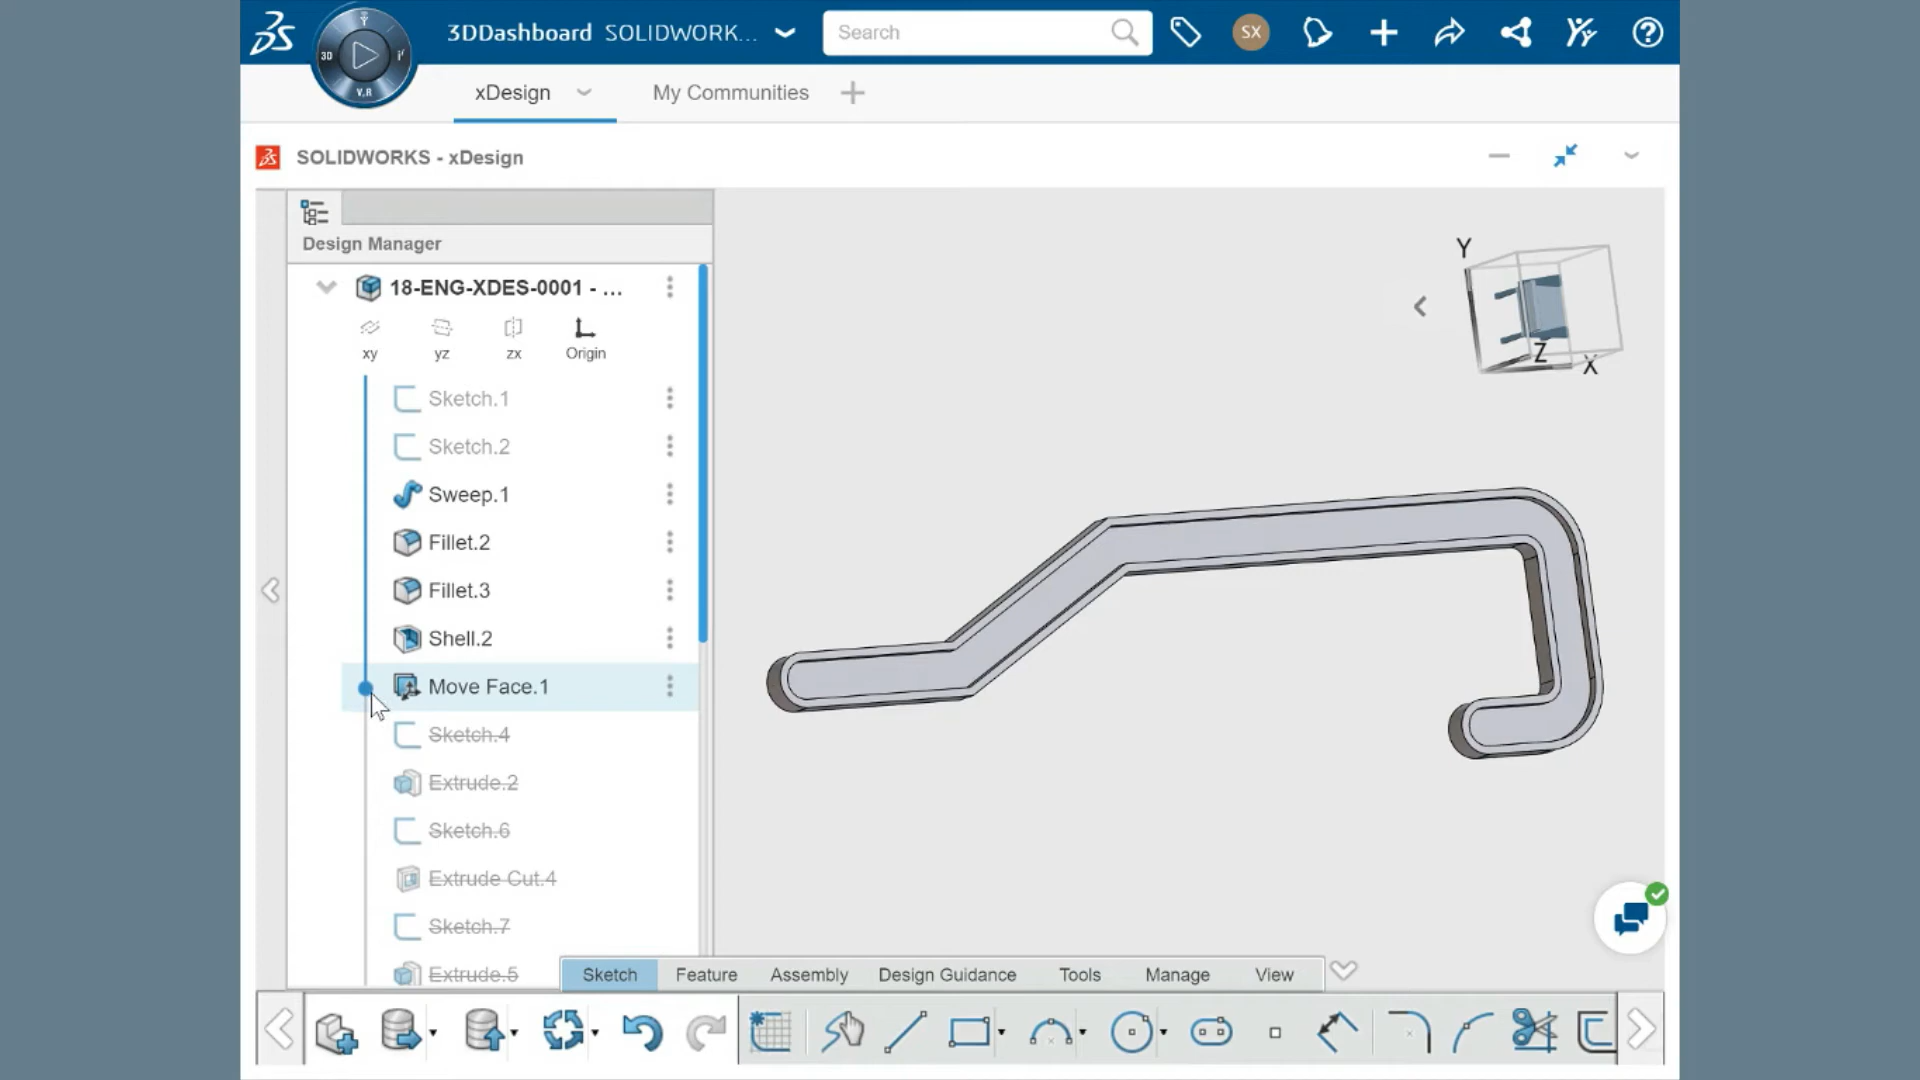 3DDashboard SOLIDWORK... Search SX
3D Y i' V.R
xDesign My Communities
SOLIDWORKS - xDesign
Design Manager
18-ENG-XDES-0001 - ...
xy yz zx Origin
Sketch.1
Sketch.2
Sweep.1
Fillet.2
Fillet.3
Shell.2
Move Face.1
Sketch.4
Extrude.2
Sketch.6
Extrude Cut.4
Sketch.7
Extrude.5
Y
Z
X
Sketch Feature Assembly Design Guidance Tools Manage View